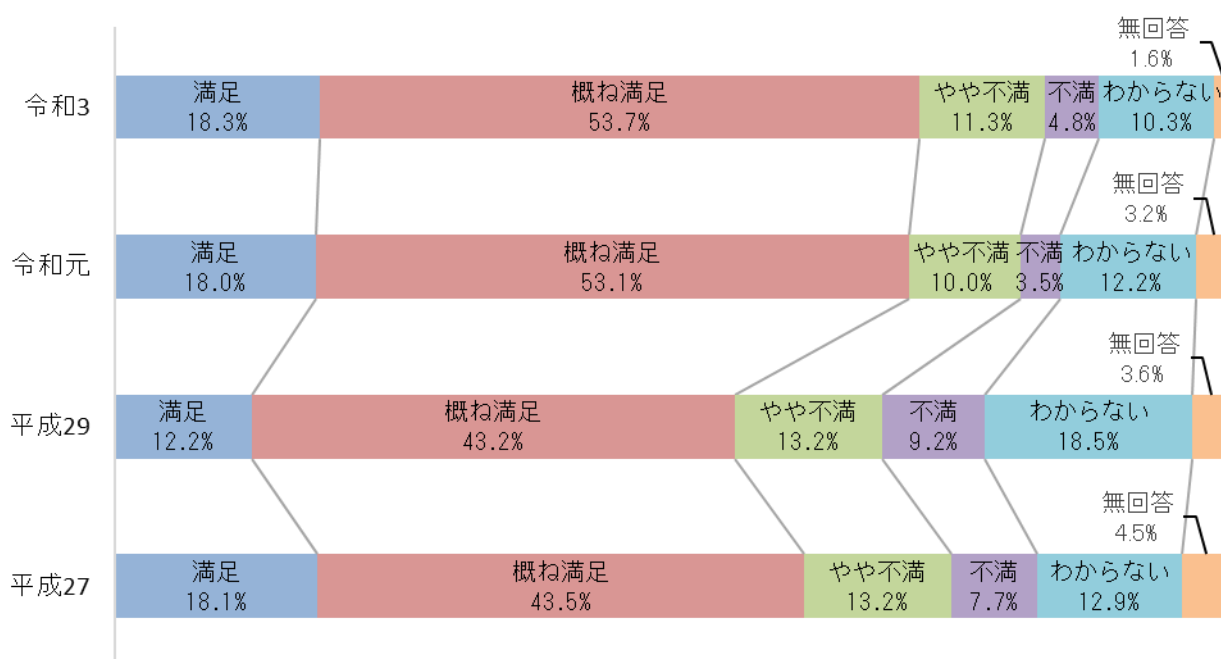 無回答
1.6%
令和3
満足 概ね満足 やや不満 不満 わからない
18.3% 53.7% 11.3% 4.8% 10.3%
無回答
3.2%
令和元
満足 概ね満足 やや不満 不満 わからない
18.0% 53.1% 10.0% 3.5% 12.2%
無回答
3.6%
平成29
満足 概ね満足 やや不満 不満 わからない
12.2% 43.2% 13.2% 9.2% 18.5%
無回答
4.5%
平成27
満足 概ね満足 やや不満 不満 わからない
18.1% 43.5% 13.2% 7.7% 12.9%